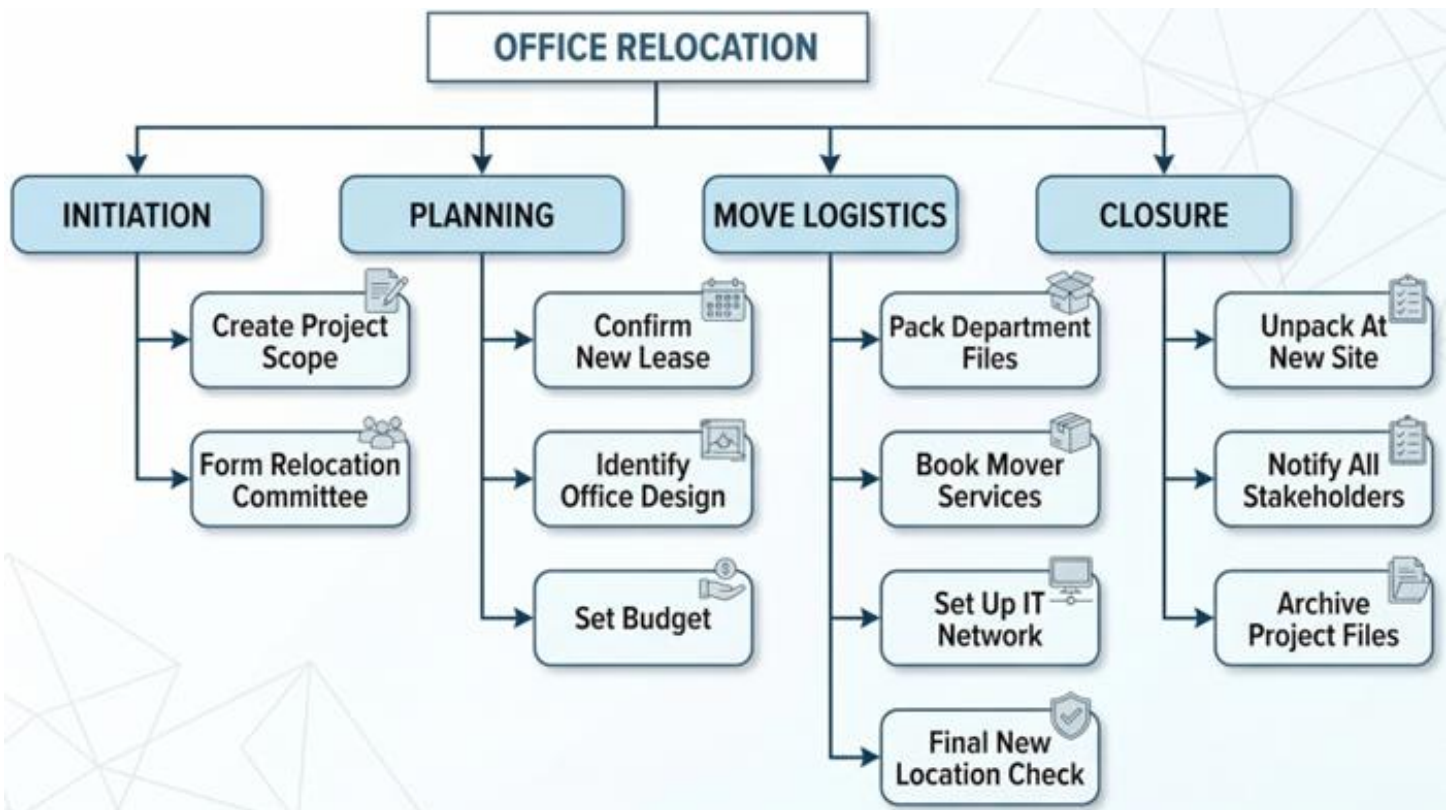 OFFICE RELOCATION
INITIATION
Create Project
Scope
Form Relocation
Committee
PLANNING
Confirm
New Lease
Identify
Office Design
Set Budget
MOVE LOGISTICS
Pack Department
Files
Book Mover
Services
Set Up IT
Network
Final New
Location Check
CLOSURE
Unpack At
New Site
Notify All
Stakeholders
Archive
Project Files